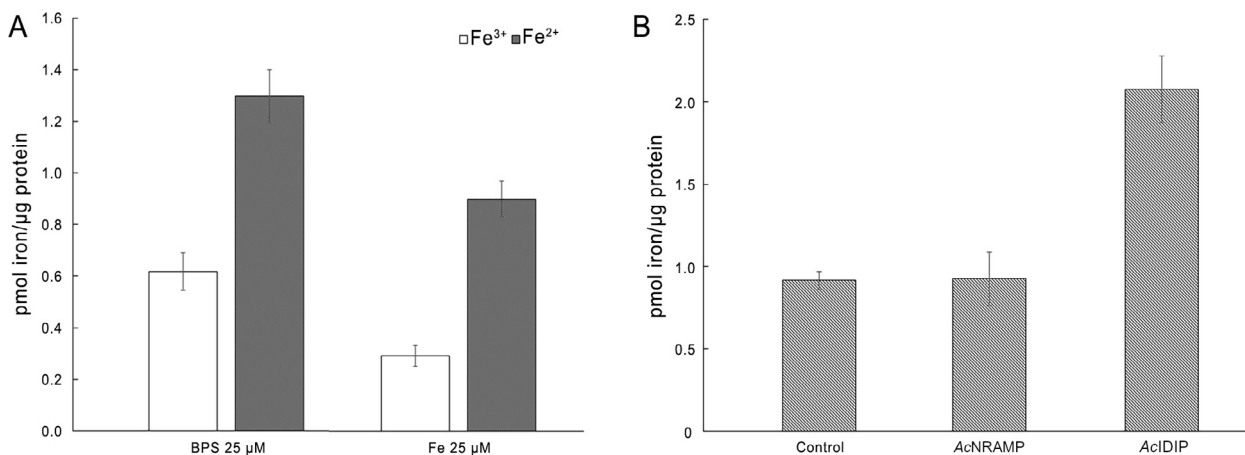 A
pmol iron/µg protein
1.6
1.4
1.2
1.0
0.8
0.6
0.4
0.2
0.0
Fe³⁺ Fe²⁺
BPS 25 µM
Fe 25 µM
B
pmol iron/µg protein
2.5
2.0
1.5
1.0
0.5
0
Control
AcNRAMP
AcIDIP